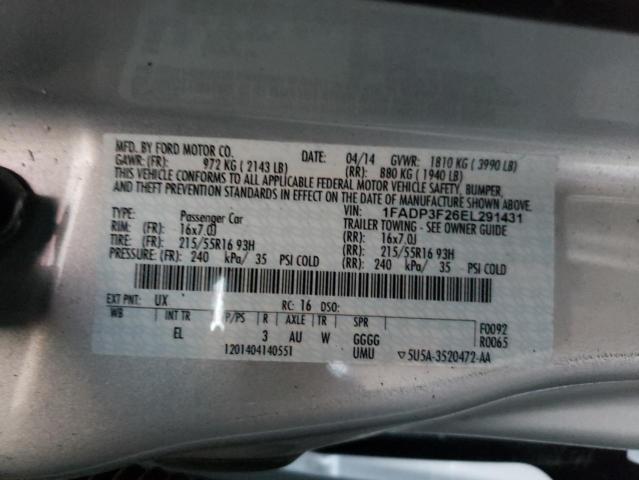 MFD. BY FORD MOTOR CO.
DATE: 04/14 GVWR: 1810 KG ( 3990 LB)
GAWR: (FR): 972 KG ( 2143 LB) (RR): 880 KG ( 1940 LB)
THIS VEHICLE CONFORMS TO ALL APPLICABLE FEDERAL MOTOR VEHICLE SAFETY, BUMPER,
AND THEFT PREVENTION STANDARDS IN EFFECT ON THE DATE OF MANUFACTURE SHOWN ABOVE.
VIN: 1FADP3F26EL291431
TYPE: Passenger Car TRAILER TOWING - SEE OWNER GUIDE
RIM: (FR): 16x7.0J (RR): 16x7.0J
TIRE: (FR): 215/55R16 93H (RR): 215/55R16 93H
PRESSURE: (FR): 240 kPa/ 35 PSI COLD (RR): 240 kPa/ 35 PSI COLD
EXT PNT: UX RC: 16 DSO:
WB INT TR P/PS R AXLE TR SPR F0092
EL 3 AU W GGGG R0065
1201404140551 UMU ▽5U5A-3520472-AA